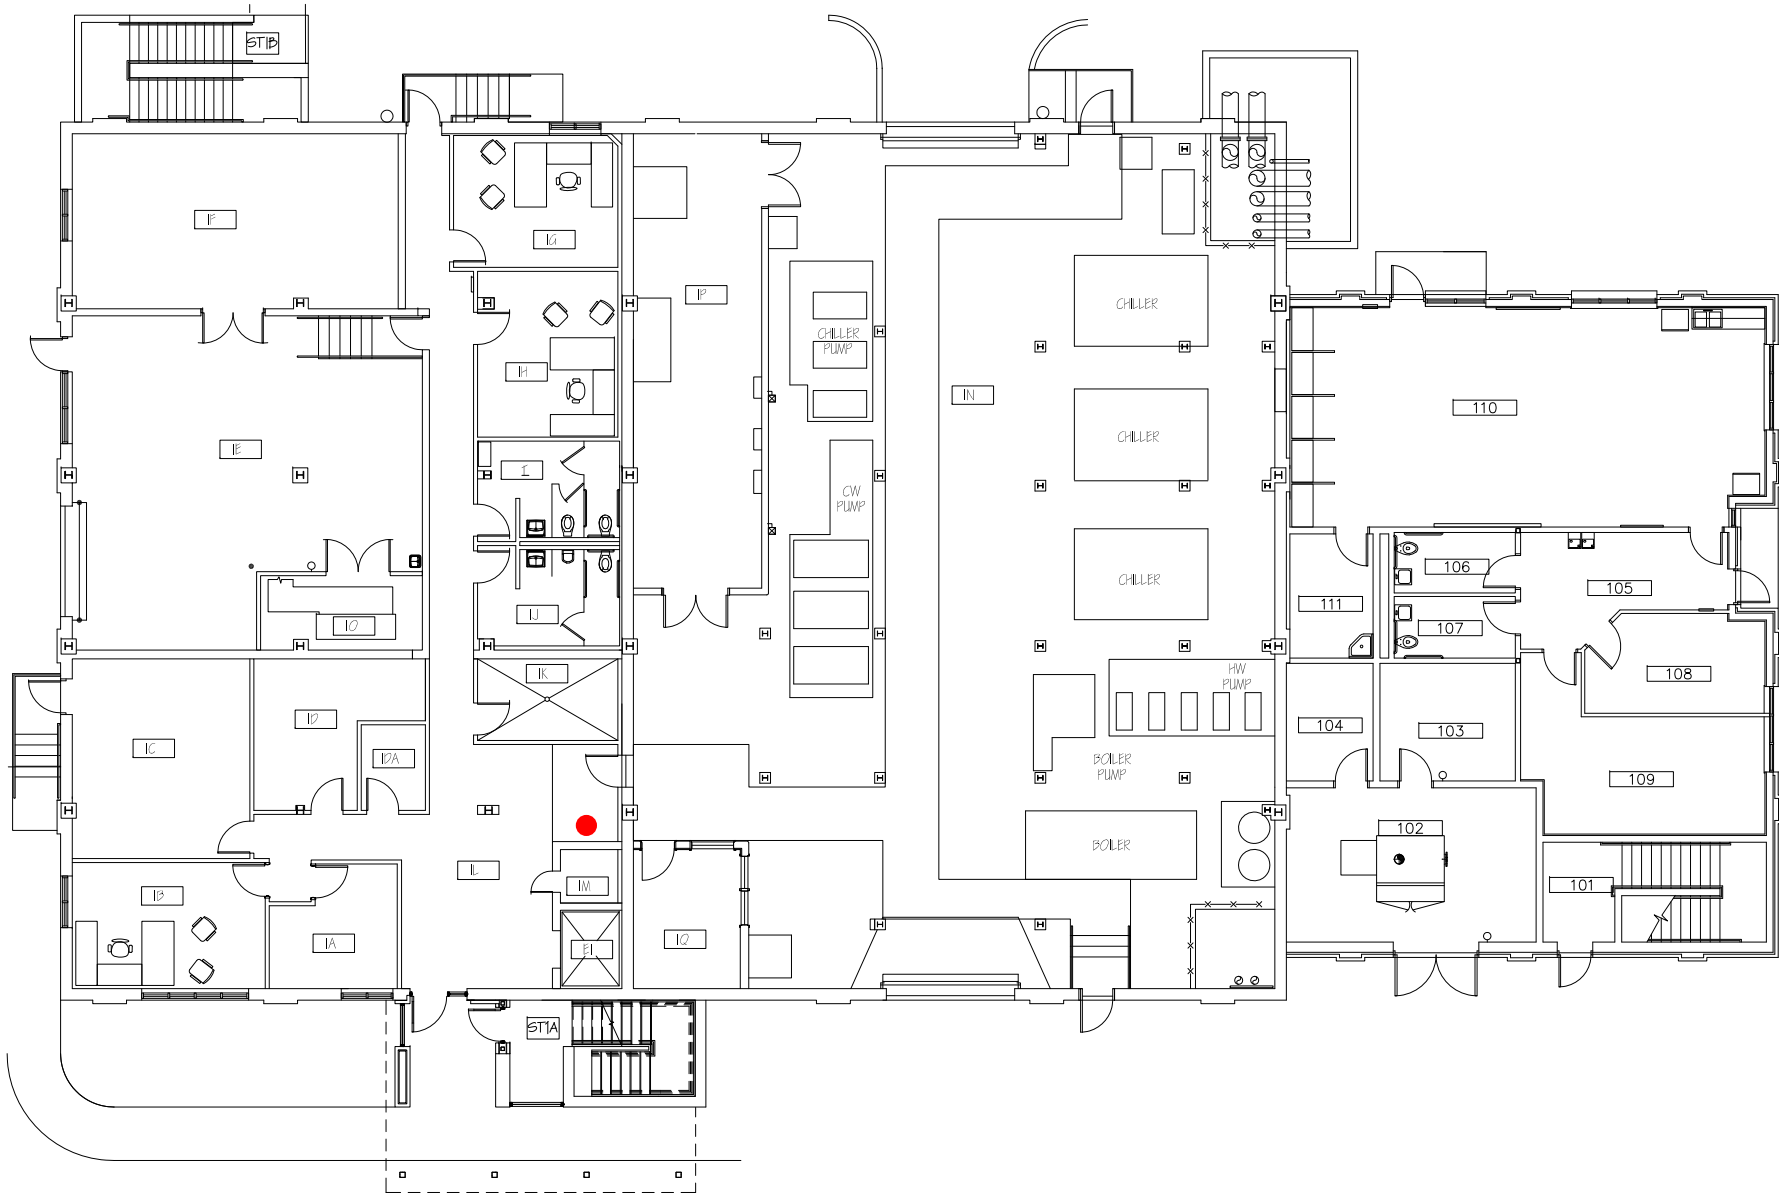 ST1B
1F
1G
1P
CHILLER
CHILLER
PUMP
1H
1N
110
1E
CHILLER
1I
CW
PUMP
106
CHILLER
105
111
1J
1O
107
1K
HW
PUMP
108
1D
104
103
1C
1DA
BOILER
PUMP
109
102
BOILER
1L
1M
101
1B
1A
1Q
E1
ST1A